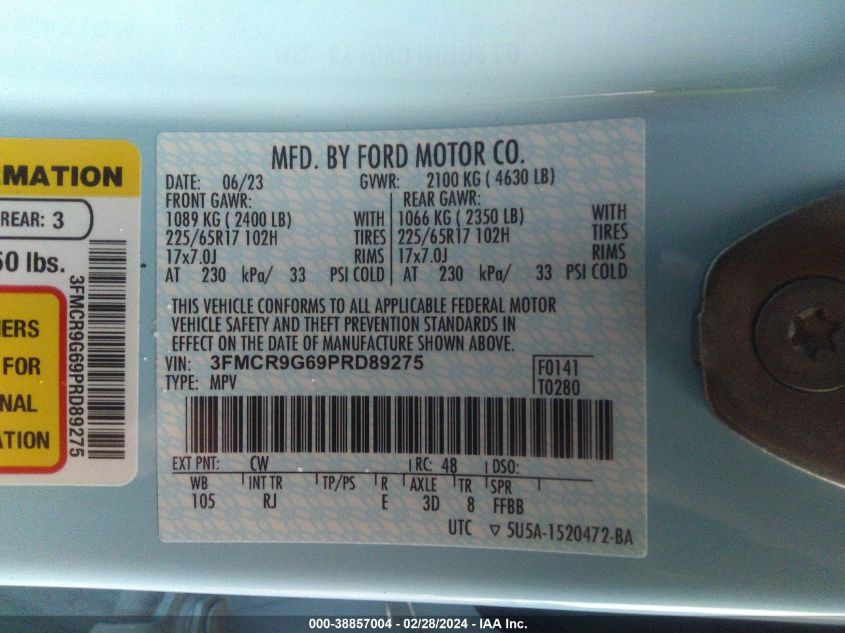 RMATION
REAR: 3
50 lbs.
NERS
FOR
NAL
ATION
3FMCR9G69PRD89275
MFD. BY FORD MOTOR CO.
DATE: 06/23 GVWR: 2100 KG ( 4630 LB)
FRONT GAWR: REAR GAWR:
1089 KG ( 2400 LB) WITH 1066 KG ( 2350 LB) WITH
225/65R17 102H TIRES 225/65R17 102H TIRES
17x7.0J RIMS 17x7.0J RIMS
AT 230 kPa/ 33 PSI COLD AT 230 kPa/ 33 PSI COLD
THIS VEHICLE CONFORMS TO ALL APPLICABLE FEDERAL MOTOR
VEHICLE SAFETY AND THEFT PREVENTION STANDARDS IN
EFFECT ON THE DATE OF MANUFACTURE SHOWN ABOVE.
VIN: 3FMCR9G69PRD89275 F0141
TYPE: MPV T0280
EXT PNT: CW RC: 48 DSO:
WB INT TR TP/PS R AXLE TR SPR
105 RJ E 3D 8 FFBB
UTC ▽ 5U5A-1520472-BA
000-38857004 - 02/28/2024 - IAA Inc.